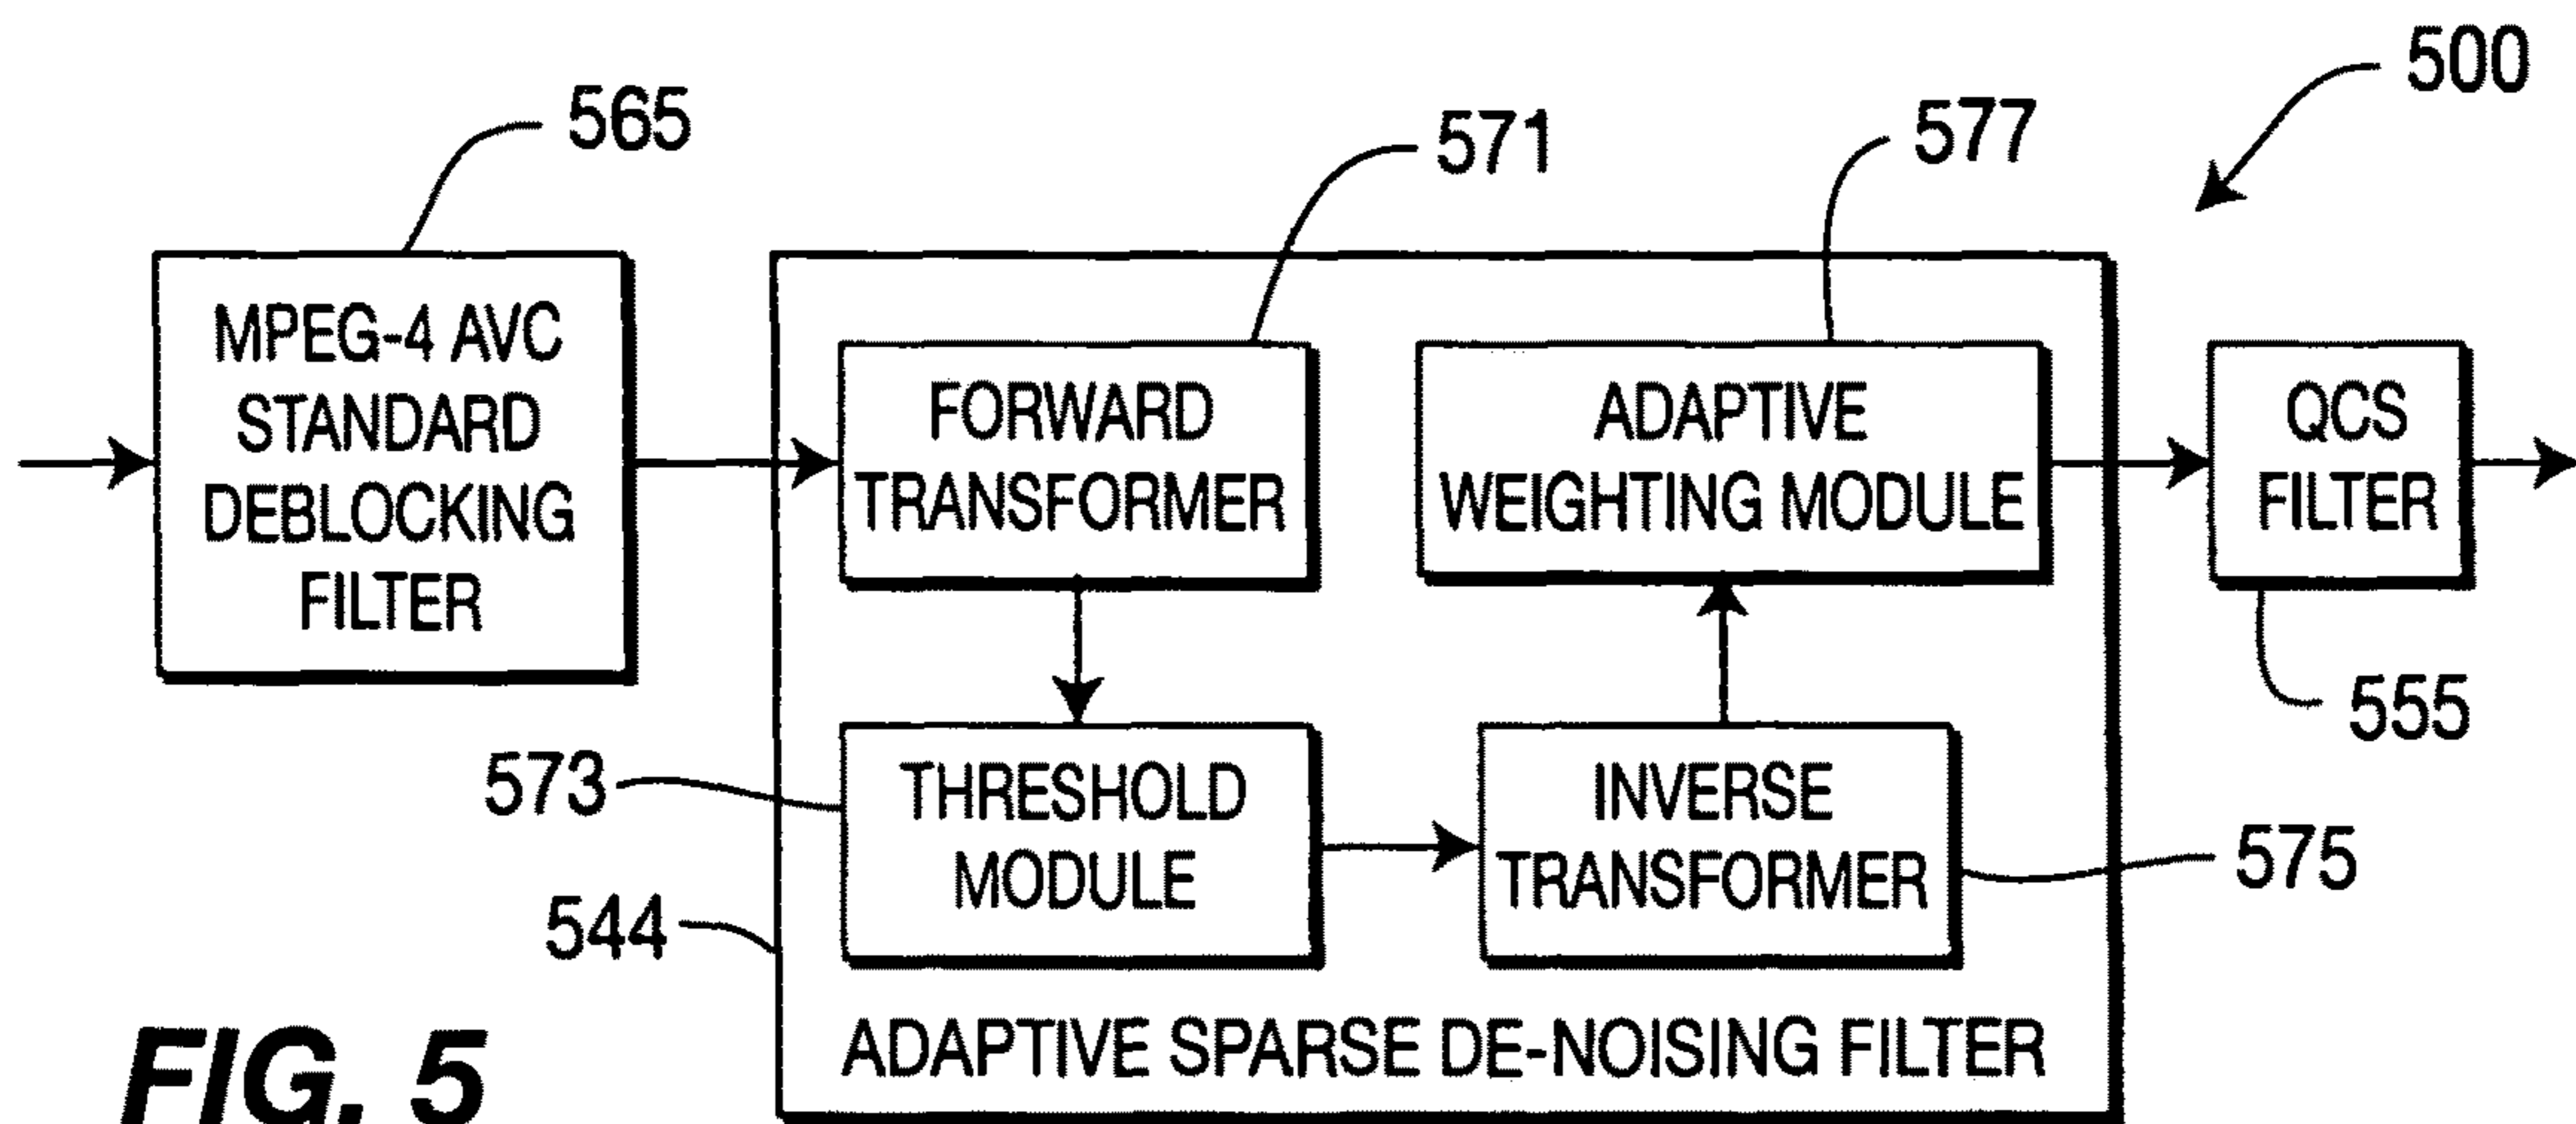 500
565
571
577
MPEG-4 AVC
STANDARD
DEBLOCKING
FILTER
FORWARD
TRANSFORMER
ADAPTIVE
WEIGHTING MODULE
QCS
FILTER
555
573
THRESHOLD
MODULE
INVERSE
TRANSFORMER
575
544
ADAPTIVE SPARSE DE-NOISING FILTER
FIG. 5